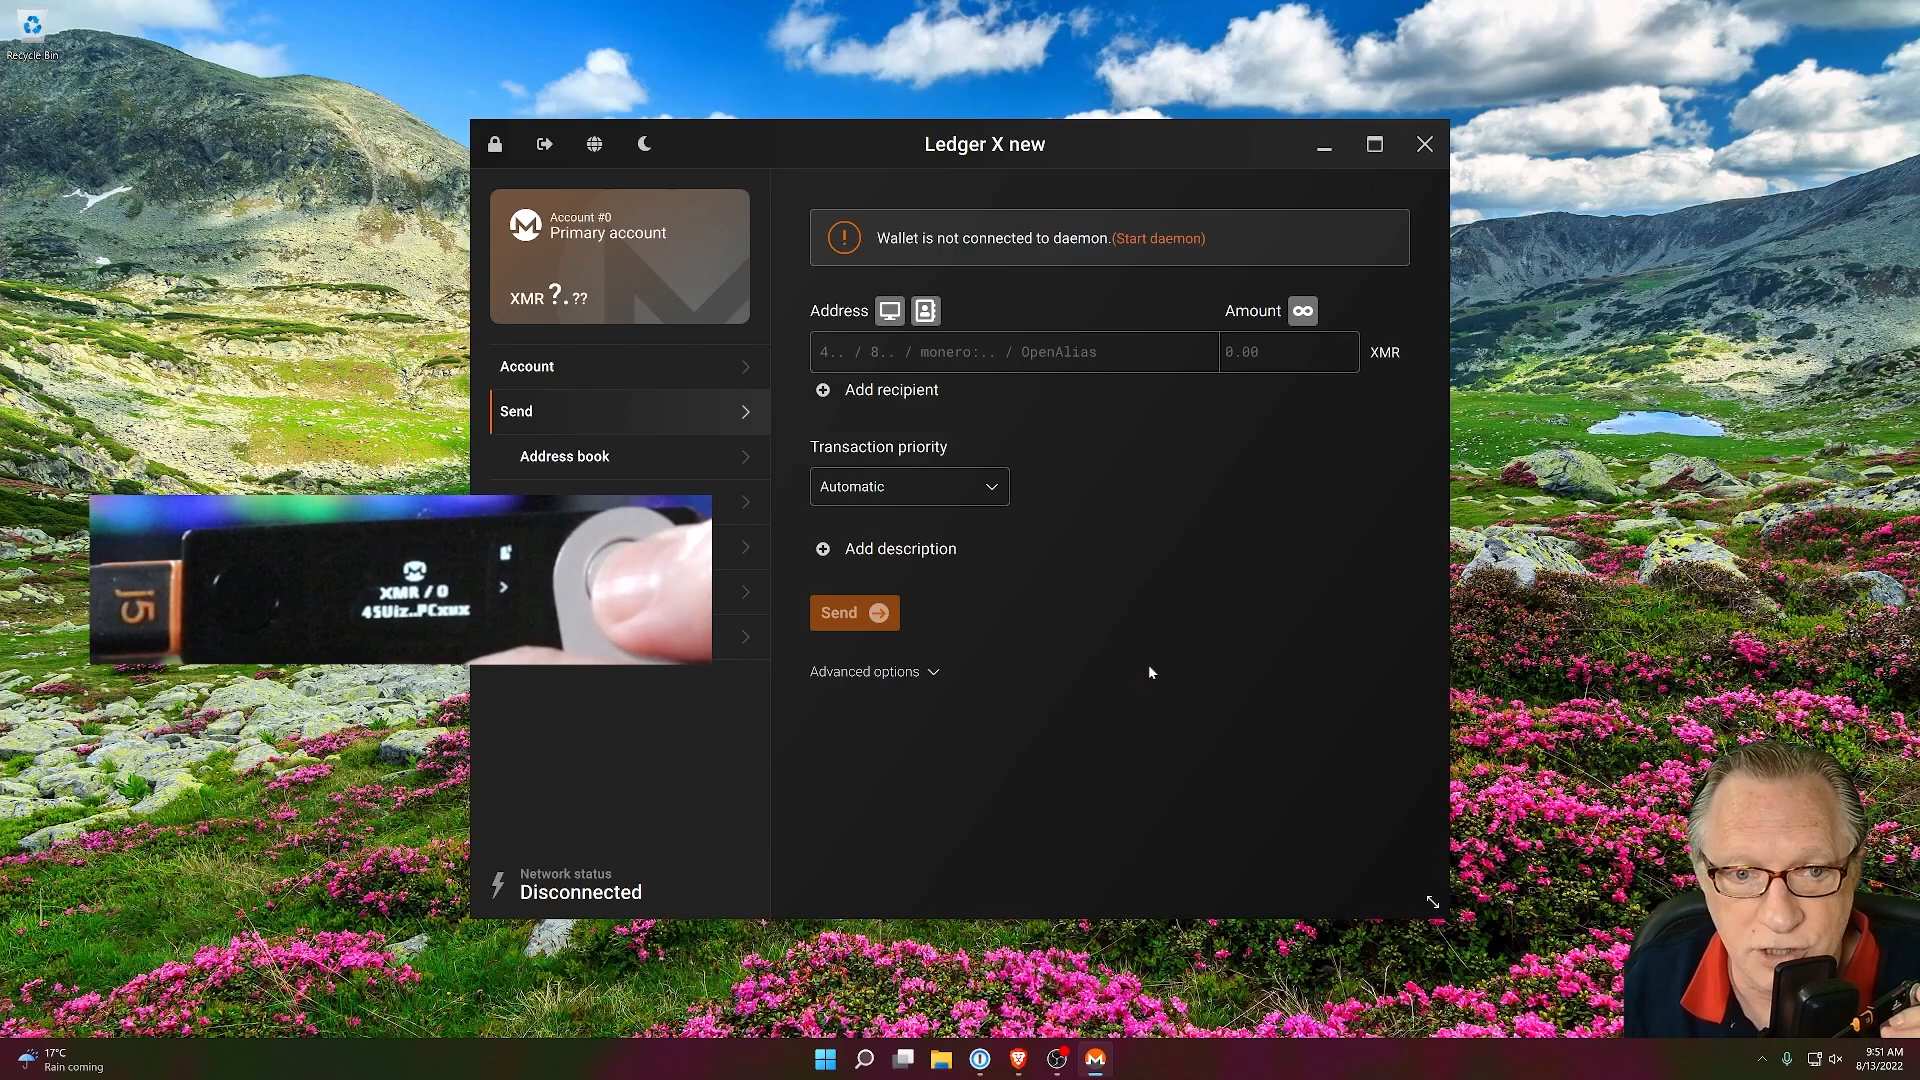 Recycle Bin
Ledger X new
Account #0
Primary account
XMR ?. ??
Account
Send
Address book
Network status
Disconnected
Wallet is not connected to daemon.(Start daemon)
Address
Amount
4.. / 8.. / monero:.. / OpenAlias
0.00
XMR
Add recipient
Transaction priority
Automatic
Add description
Send
Advanced options
J5
XMR / 0
45Uiz..PCxux
17°C
Rain coming
9:51 AM
8/13/2022